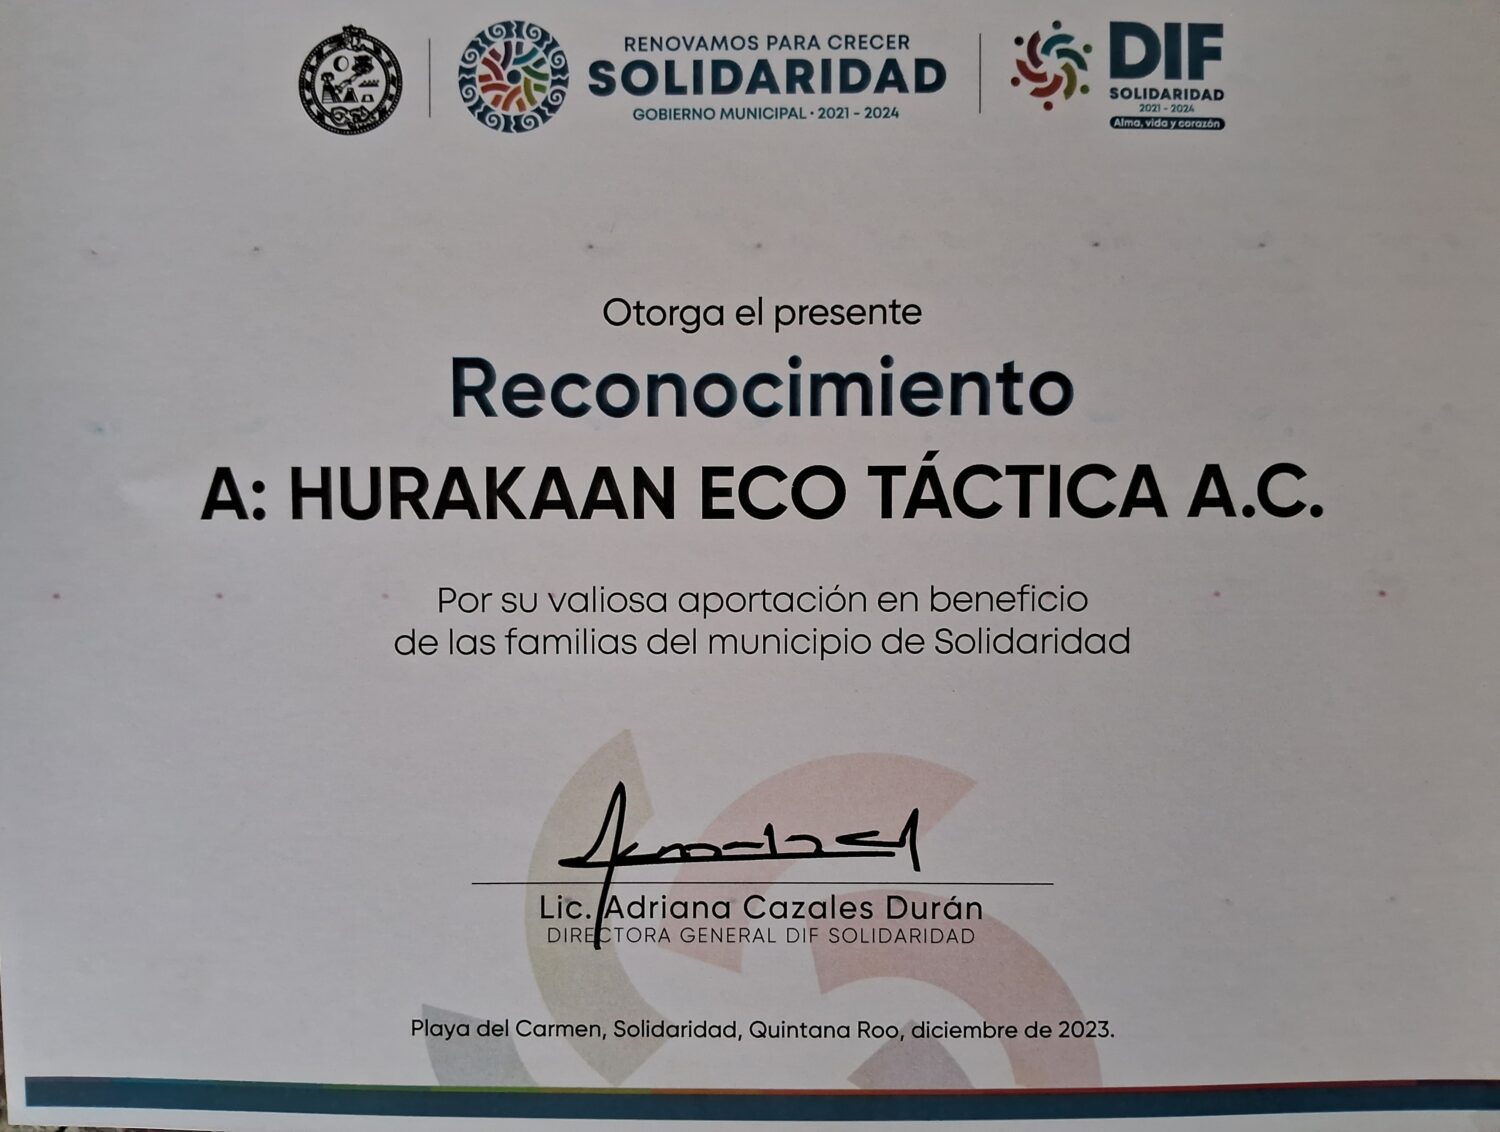 RENOVAMOS PARA CRECER
SOLIDARIDAD
GOBIERNO MUNICIPAL · 2021 - 2024
DIF
SOLIDARIDAD
2021 - 2024
Alma, vida y corazón
Otorga el presente
Reconocimiento
A: HURAKAAN ECO TÁCTICA A.C.
Por su valiosa aportación en beneficio
de las familias del municipio de Solidaridad
Lic. Adriana Cazales Durán
DIRECTORA GENERAL DIF SOLIDARIDAD
Playa del Carmen, Solidaridad, Quintana Roo, diciembre de 2023.